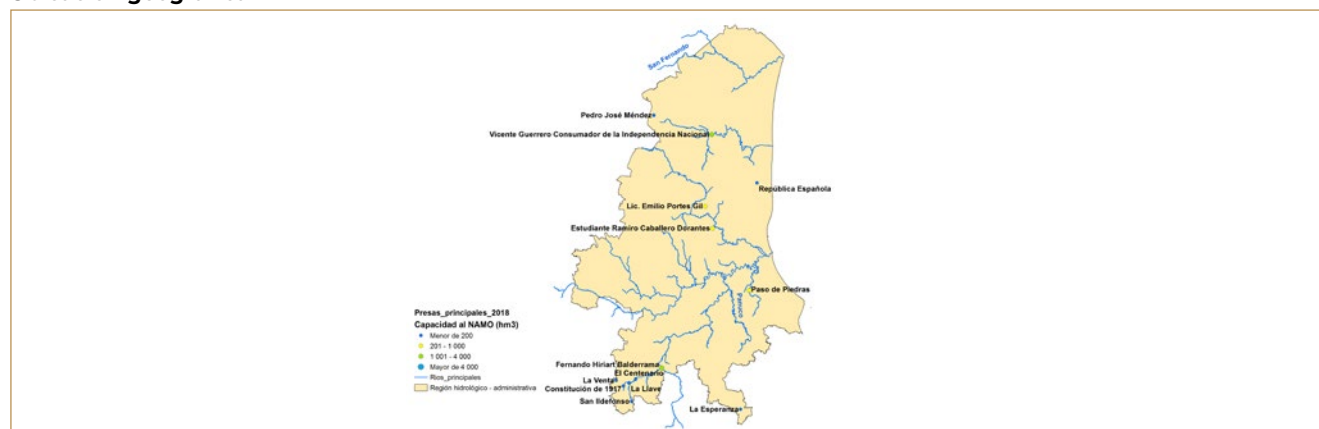 San Fernando
Pedro José Méndez
Vicente Guerrero Consumador de la Independencia Nacional
República Española
Lic. Emilio Portes Gil
Estudiante Ramiro Caballero Dorantes
Paso de Piedras
Pánuco
Presas_principales_2018
Capacidad al NAMO (hm3)
Menor de 200
201 - 1 000
1 001 - 4 000
Mayor de 4 000
Rios_principales
Región hidrológico - administrativa
Fernando Hiriart Balderrama
El Centenario
La Venta
Constitución de 1917
La Llave
San Ildefonso
La Esperanza